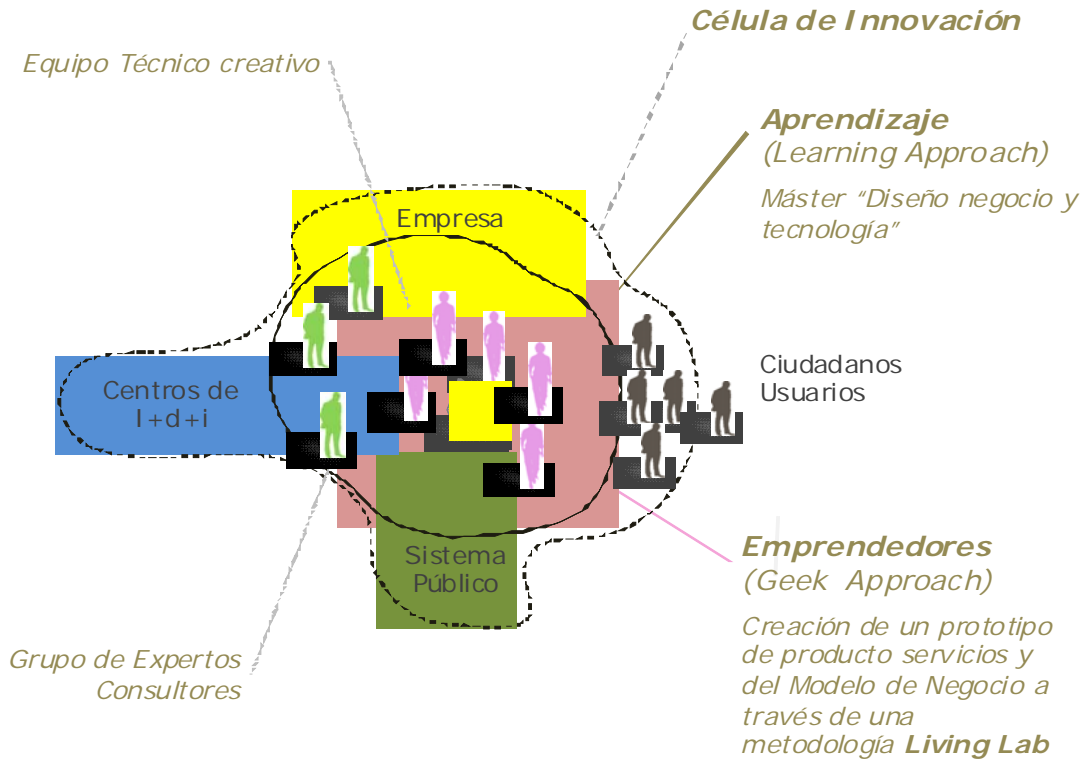 Célula de Innovación
Equipo Técnico creativo
Aprendizaje
(Learning Approach)
Máster “Diseño negocio y
tecnología”
Empresa
Ciudadanos
Usuarios
Centros de
I+d+i
Sistema
Público
Emprendedores
(Geek Approach)
Creación de un prototipo
de producto servicios y
del Modelo de Negocio a
través de una
metodología Living Lab
Grupo de Expertos
Consultores